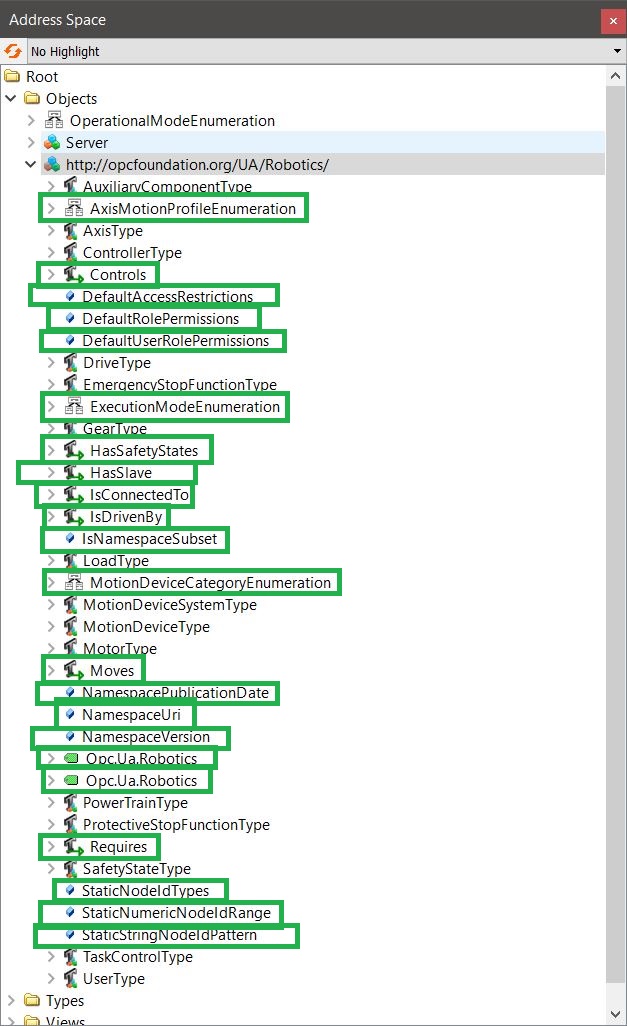 Address Space
No Highlight
Root
Objects
OperationalModeEnumeration
Server
http://opcfoundation.org/UA/Robotics/
AuxiliaryComponentType
AxisMotionProfileEnumeration
AxisType
ControllerType
Controls
DefaultAccessRestrictions
DefaultRolePermissions
DefaultUserRolePermissions
DriveType
EmergencyStopFunctionType
ExecutionModeEnumeration
GearType
HasSafetyStates
HasSlave
IsConnectedTo
IsDrivenBy
IsNamespaceSubset
LoadType
MotionDeviceCategoryEnumeration
MotionDeviceSystemType
MotionDeviceType
MotorType
Moves
NamespacePublicationDate
NamespaceUri
NamespaceVersion
Opc.Ua.Robotics
Opc.Ua.Robotics
PowerTrainType
ProtectiveStopFunctionType
Requires
SafetyStateType
StaticNodeIdTypes
StaticNumericNodeIdRange
StaticStringNodeIdPattern
TaskControlType
UserType
Types
Views